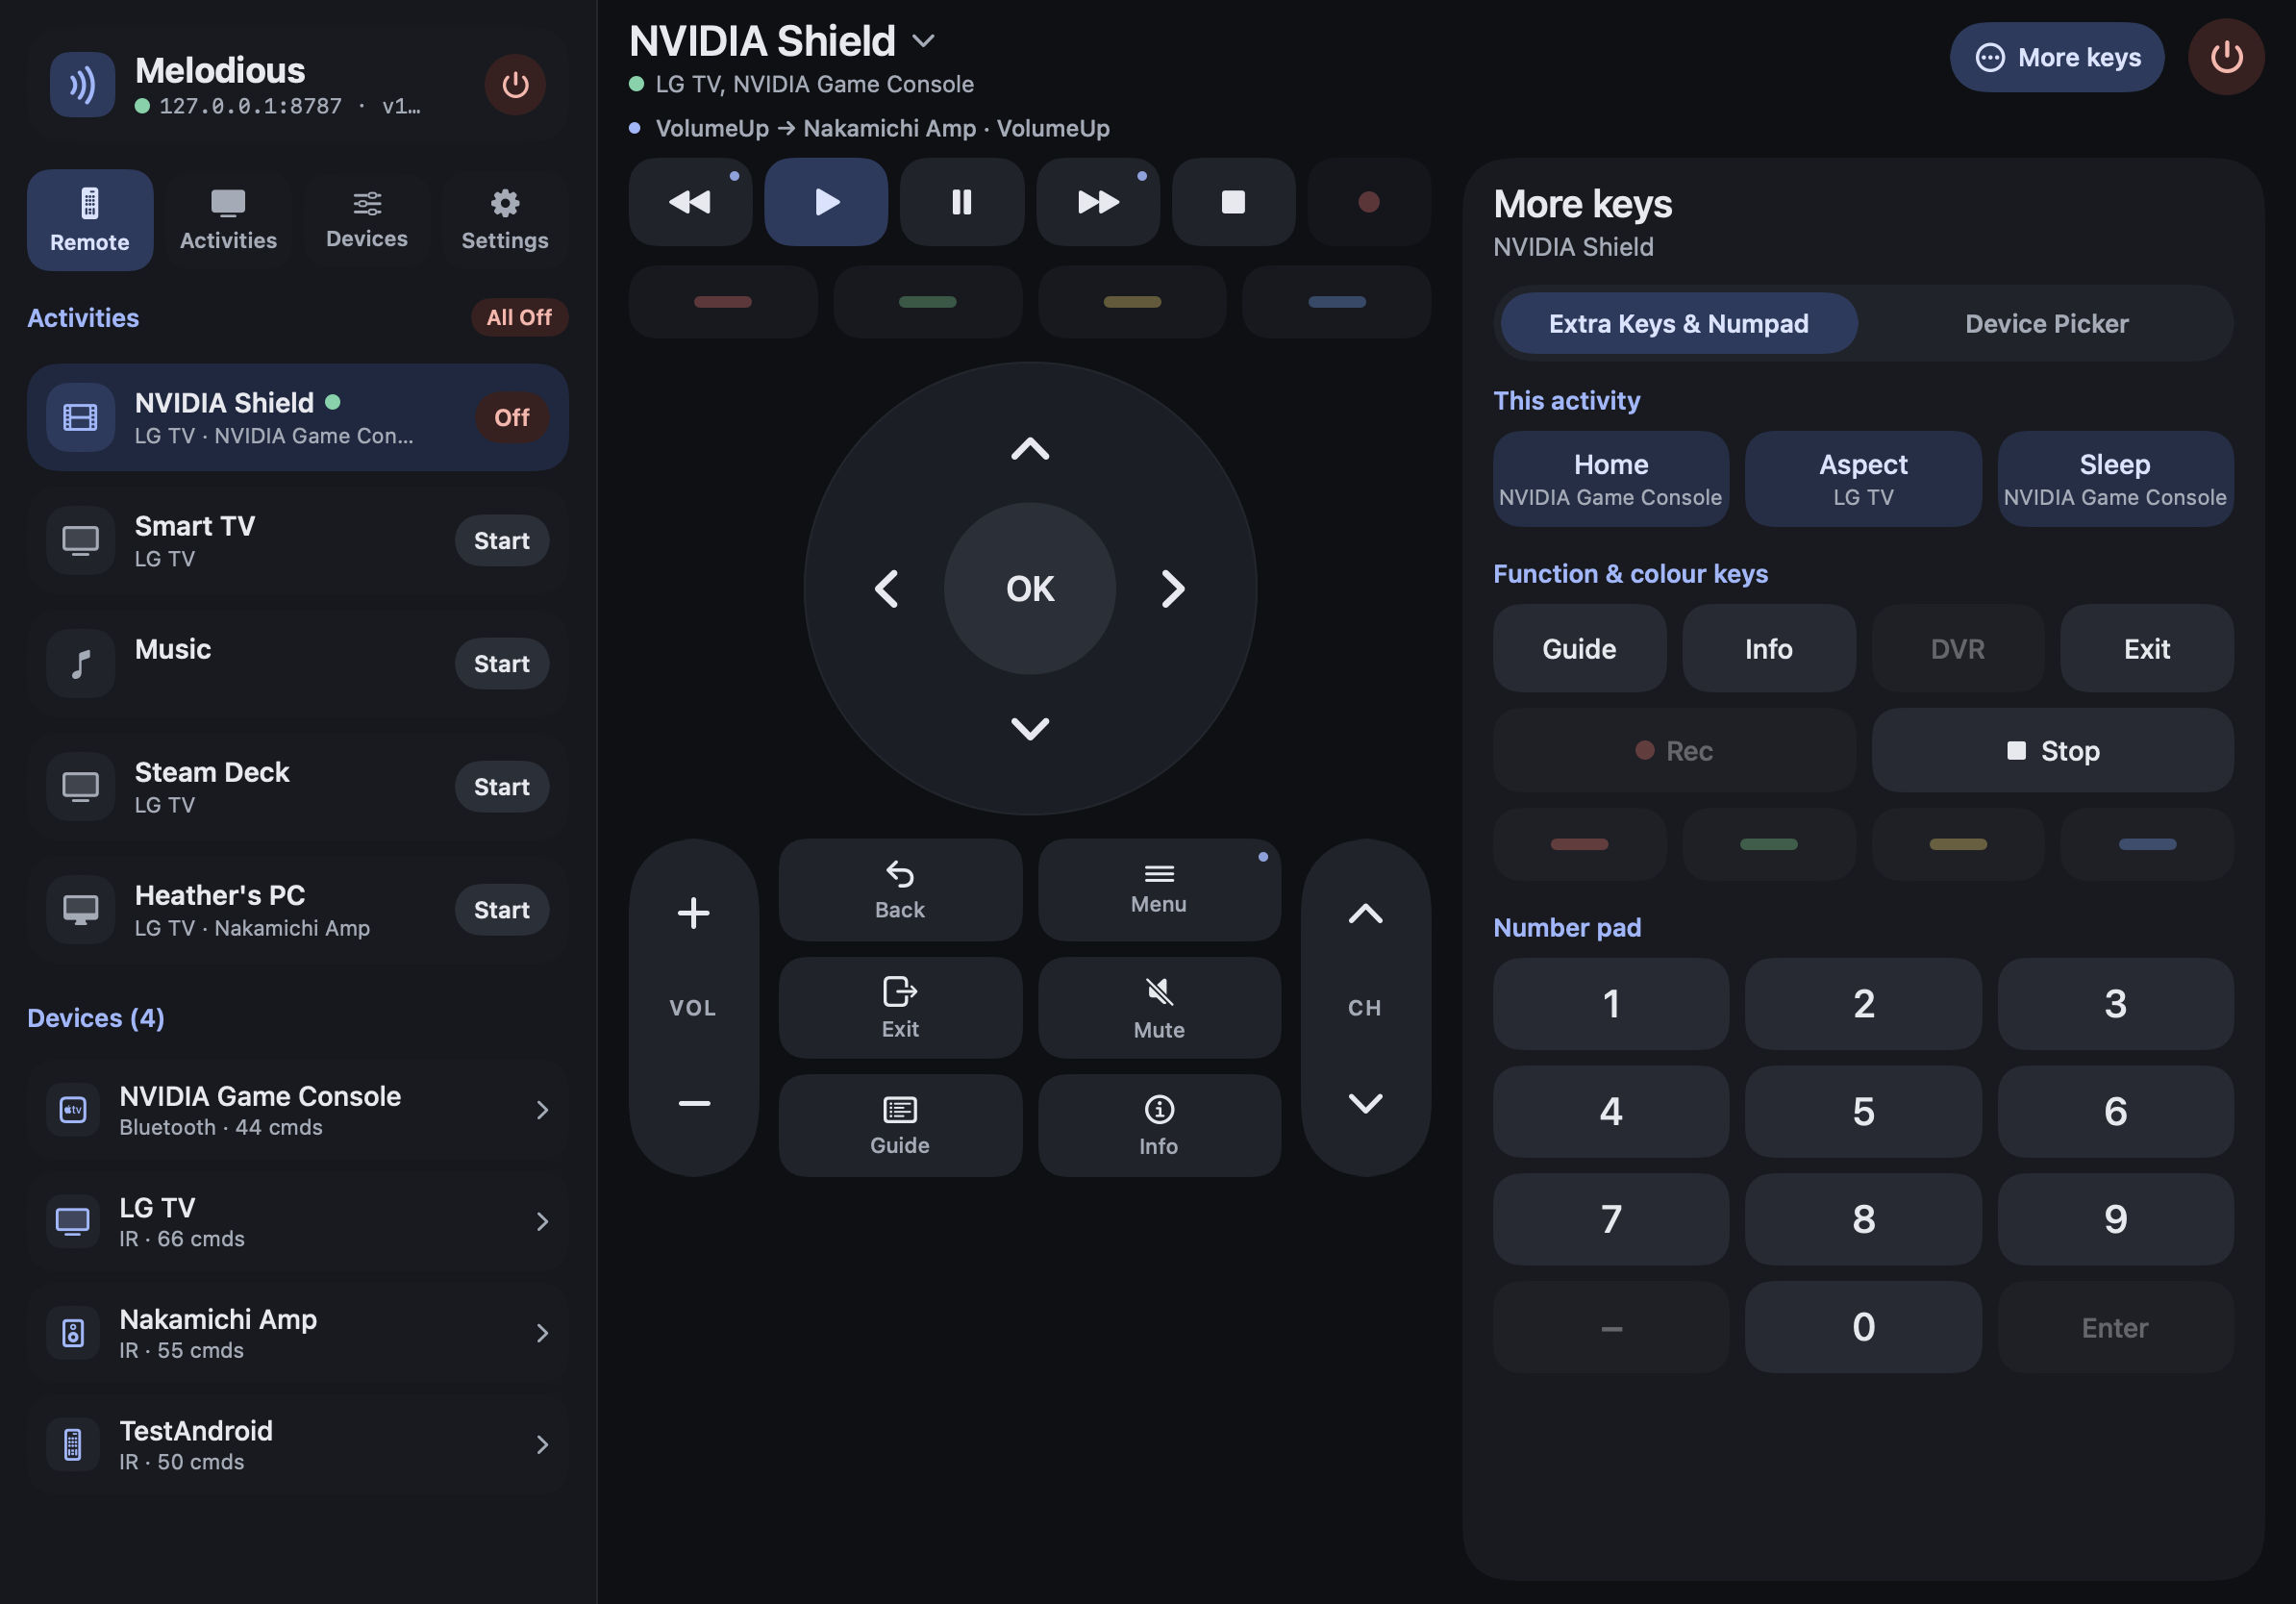 Melodious
127.0.0.1:8787 · v1…
Remote
Activities
Devices
Settings
Activities
All Off
NVIDIA Shield
LG TV · NVIDIA Game Con…
Off
Smart TV
LG TV
Start
Music
Start
Steam Deck
LG TV
Start
Heather's PC
LG TV · Nakamichi Amp
Start
Devices (4)
NVIDIA Game Console
Bluetooth · 44 cmds
LG TV
IR · 66 cmds
Nakamichi Amp
IR · 55 cmds
TestAndroid
IR · 50 cmds
NVIDIA Shield
LG TV, NVIDIA Game Console
VolumeUp → Nakamichi Amp · VolumeUp
More keys
OK
VOL
Back
Menu
Exit
Mute
Guide
Info
CH
More keys
NVIDIA Shield
Extra Keys & Numpad
Device Picker
This activity
Home
NVIDIA Game Console
Aspect
LG TV
Sleep
NVIDIA Game Console
Function & colour keys
Guide
Info
DVR
Exit
Rec
Stop
Number pad
1
2
3
4
5
6
7
8
9
–
0
Enter